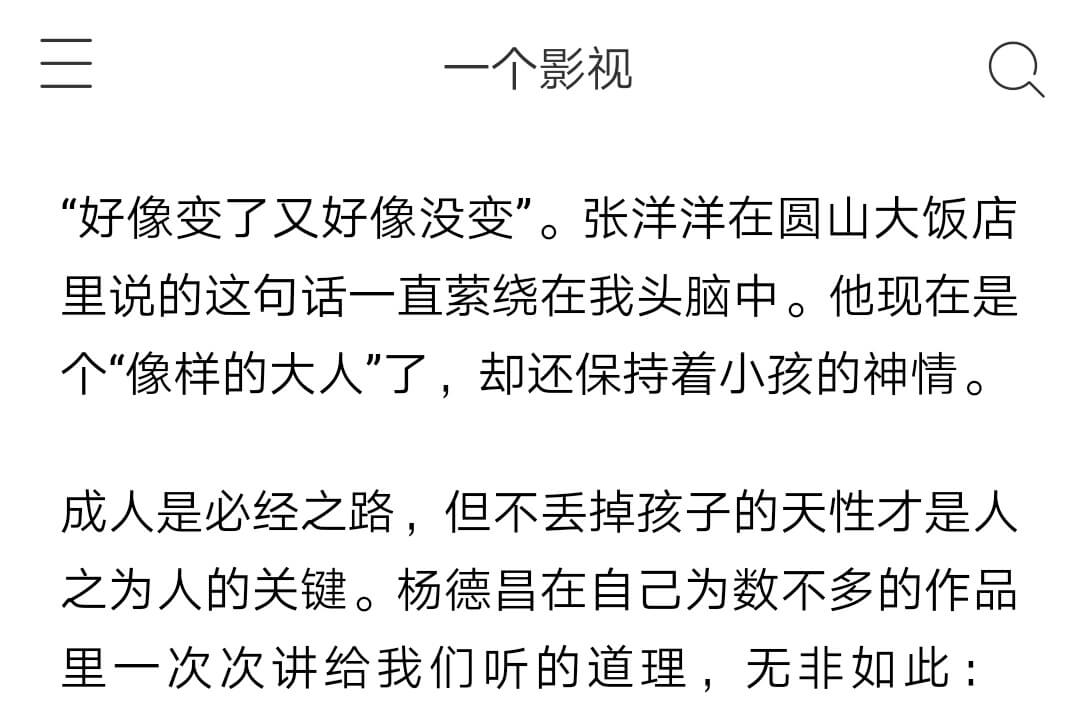 一个影视
“好像变了又好像没变”。张洋洋在圆山大饭店
里说的这句话一直萦绕在我头脑中。他现在是
个“像样的大人”了，却还保持着小孩的神情。
成人是必经之路，但不丢掉孩子的天性才是人
之为人的关键。杨德昌在自己为数不多的作品
里一次次讲给我们听的道理，无非如此：